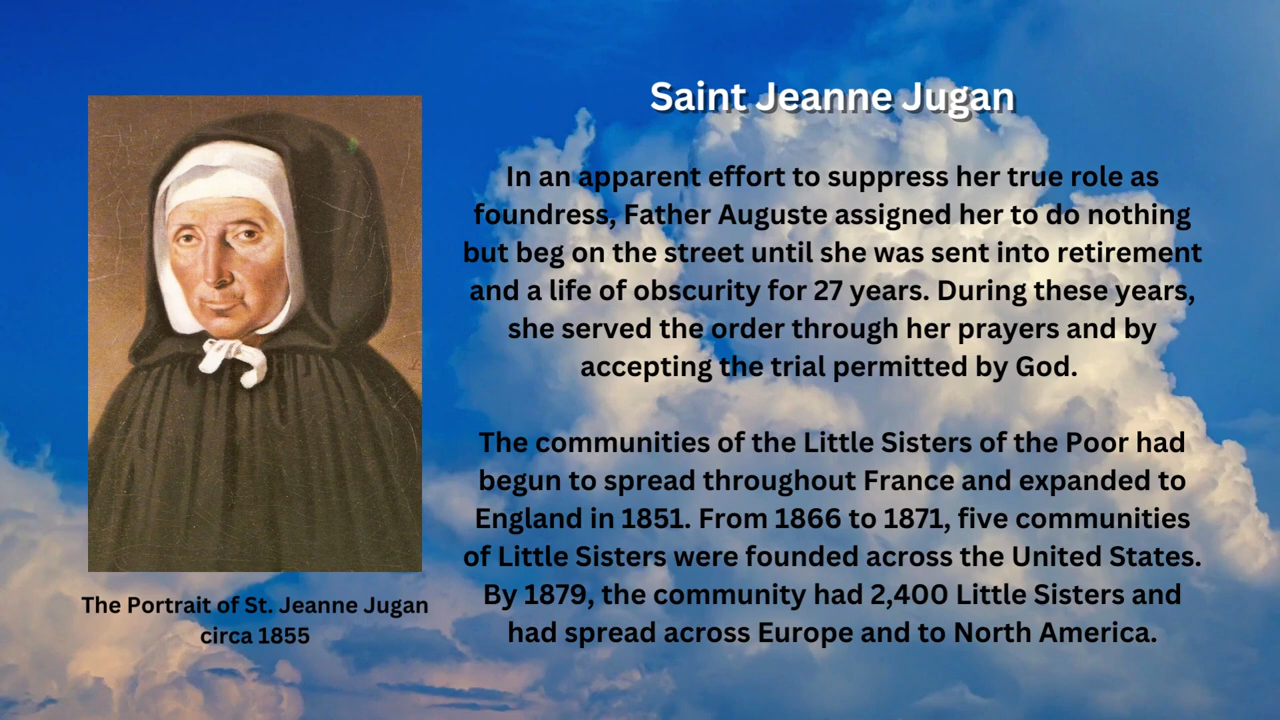 Saint Jeanne Jugan
In an apparent effort to suppress her true role as
foundress, Father Auguste assigned her to do nothing
but beg on the street until she was sent into retirement
and a life of obscurity for 27 years. During these years,
she served the order through her prayers and by
accepting the trial permitted by God.
The communities of the Little Sisters of the Poor had
begun to spread throughout France and expanded to
England in 1851. From 1866 to 1871, five communities
of Little Sisters were founded across the United States.
By 1879, the community had 2,400 Little Sisters and
had spread across Europe and to North America.
The Portrait of St. Jeanne Jugan
circa 1855